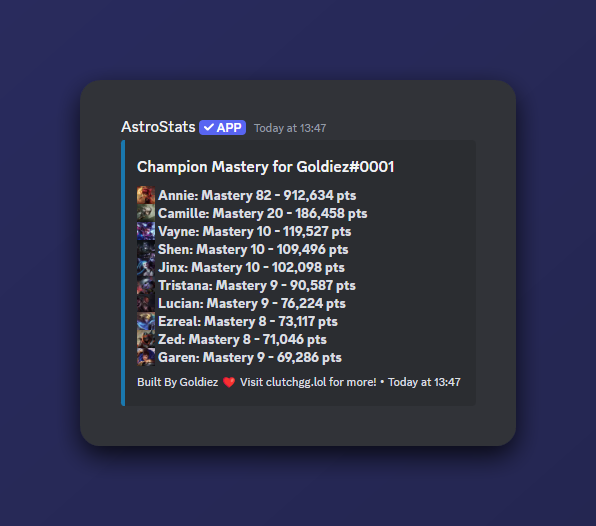 AstroStats APP Today at 13:47
Champion Mastery for Goldiez#0001
Annie: Mastery 82 - 912,634 pts
Camille: Mastery 20 - 186,458 pts
Vayne: Mastery 10 - 119,527 pts
Shen: Mastery 10 - 109,496 pts
Jinx: Mastery 10 - 102,098 pts
Tristana: Mastery 9 - 90,587 pts
Lucian: Mastery 9 - 76,224 pts
Ezreal: Mastery 8 - 73,117 pts
Zed: Mastery 8 - 71,046 pts
Garen: Mastery 9 - 69,286 pts
Built By Goldiez ❤️ Visit clutchgg.lol for more! • Today at 13:47